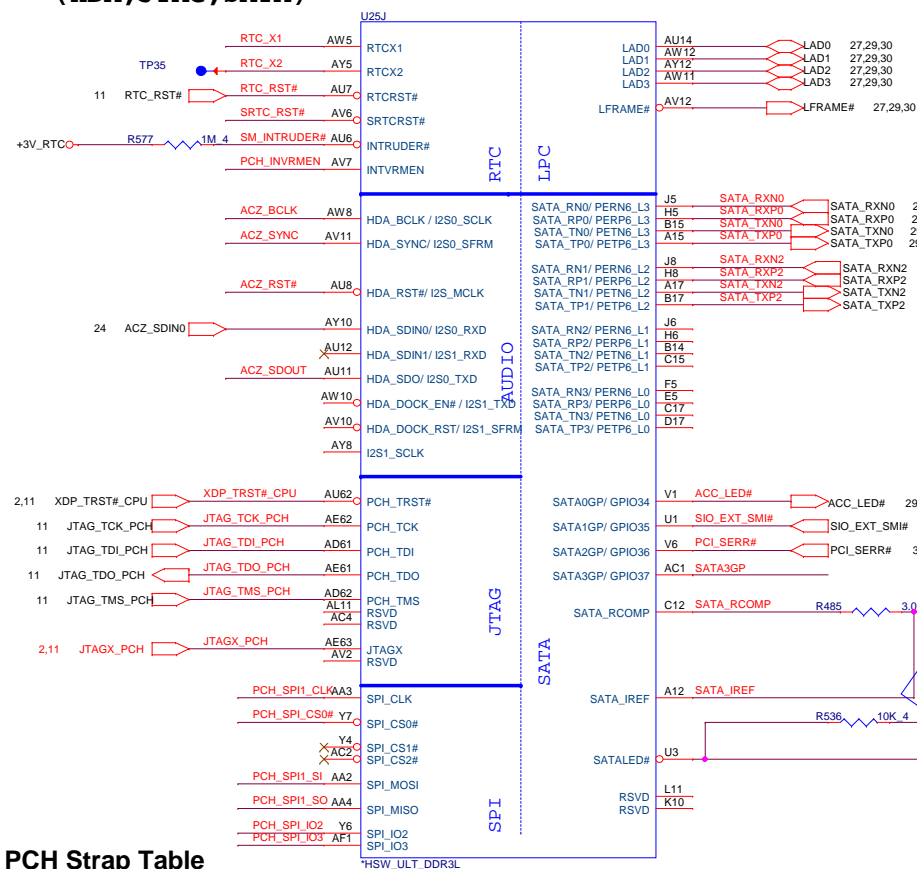 U25J
RTC_X1 AW5 RTCX1
TP35 RTC_X2 AY5 RTCX2
11 RTC_RST# RTC_RST# AU7 RTCRST#
SRTC_RST# AV6 SRTCRST#
+3V_RTC R577 1M_4 SM_INTRUDER# AU6 INTRUDER#
PCH_INVRMEN AV7 INTVRMEN
RTC
LPC
LAD0 AU14 LAD0 27,29,30
LAD1 AW12 LAD1 27,29,30
LAD2 AY12 LAD2 27,29,30
LAD3 AW11 LAD3 27,29,30
LFRAME# AV12 LFRAME# 27,29,30
ACZ_BCLK AW8 HDA_BCLK / I2S0_SCLK
ACZ_SYNC AV11 HDA_SYNC/ I2S0_SFRM
ACZ_RST# AU8 HDA_RST#/ I2S_MCLK
24 ACZ_SDIN0 AY10 HDA_SDIN0/ I2S0_RXD
AU12 HDA_SDIN1/ I2S1_RXD
ACZ_SDOUT AU11 HDA_SDO/ I2S0_TXD
AW10 HDA_DOCK_EN# / I2S1_TXD
AV10 HDA_DOCK_RST/ I2S1_SFRM
AY8 I2S1_SCLK
AUDIO
SATA_RN0/ PERN6_L3 J5 SATA_RXN0 SATA_RXN0
SATA_RP0/ PERP6_L3 H5 SATA_RXP0 SATA_RXP0
SATA_TN0/ PETN6_L3 B15 SATA_TXN0 SATA_TXN0
SATA_TP0/ PETP6_L3 A15 SATA_TXP0 SATA_TXP0
SATA_RN1/ PERN6_L2 J8 SATA_RXN2 SATA_RXN2
SATA_RP1/ PERP6_L2 H8 SATA_RXP2 SATA_RXP2
SATA_TN1/ PETN6_L2 A17 SATA_TXN2 SATA_TXN2
SATA_TP1/ PETP6_L2 B17 SATA_TXP2 SATA_TXP2
SATA_RN2/ PERN6_L1 J6
SATA_RP2/ PERP6_L1 H6
SATA_TN2/ PETN6_L1 B14
SATA_TP2/ PETP6_L1 C15
SATA_RN3/ PERN6_L0 F5
SATA_RP3/ PERP6_L0 E5
SATA_TN3/ PETN6_L0 C17
SATA_TP3/ PETP6_L0 D17
2,11 XDP_TRST#_CPU XDP_TRST#_CPU AU62 PCH_TRST#
11 JTAG_TCK_PCH JTAG_TCK_PCH AE62 PCH_TCK
11 JTAG_TDI_PCH JTAG_TDI_PCH AD61 PCH_TDI
11 JTAG_TDO_PCH JTAG_TDO_PCH AE61 PCH_TDO
11 JTAG_TMS_PCH JTAG_TMS_PCH AD62 PCH_TMS
AL11 RSVD
AC4 RSVD
2,11 JTAGX_PCH JTAGX_PCH AE63 JTAGX
AV2 RSVD
JTAG
SATA
SATA0GP/ GPIO34 V1 ACC_LED# ACC_LED# 29
SATA1GP/ GPIO35 U1 SIO_EXT_SMI# SIO_EXT_SMI#
SATA2GP/ GPIO36 V6 PCI_SERR# PCI_SERR# 3
SATA3GP/ GPIO37 AC1 SATA3GP
SATA_RCOMP C12 SATA_RCOMP R485 3.0
SATA_IREF A12 SATA_IREF
R536 10K_4
SATALED# U3
RSVD L11
RSVD K10
PCH_SPI1_CLK AA3 SPI_CLK
PCH_SPI_CS0# Y7 SPI_CS0#
Y4 SPI_CS1#
AC2 SPI_CS2#
PCH_SPI1_SI AA2 SPI_MOSI
PCH_SPI1_SO AA4 SPI_MISO
PCH_SPI_IO2 Y6 SPI_IO2
PCH_SPI_IO3 AF1 SPI_IO3
SPI
*HSW_ULT_DDR3L
PCH Strap Table